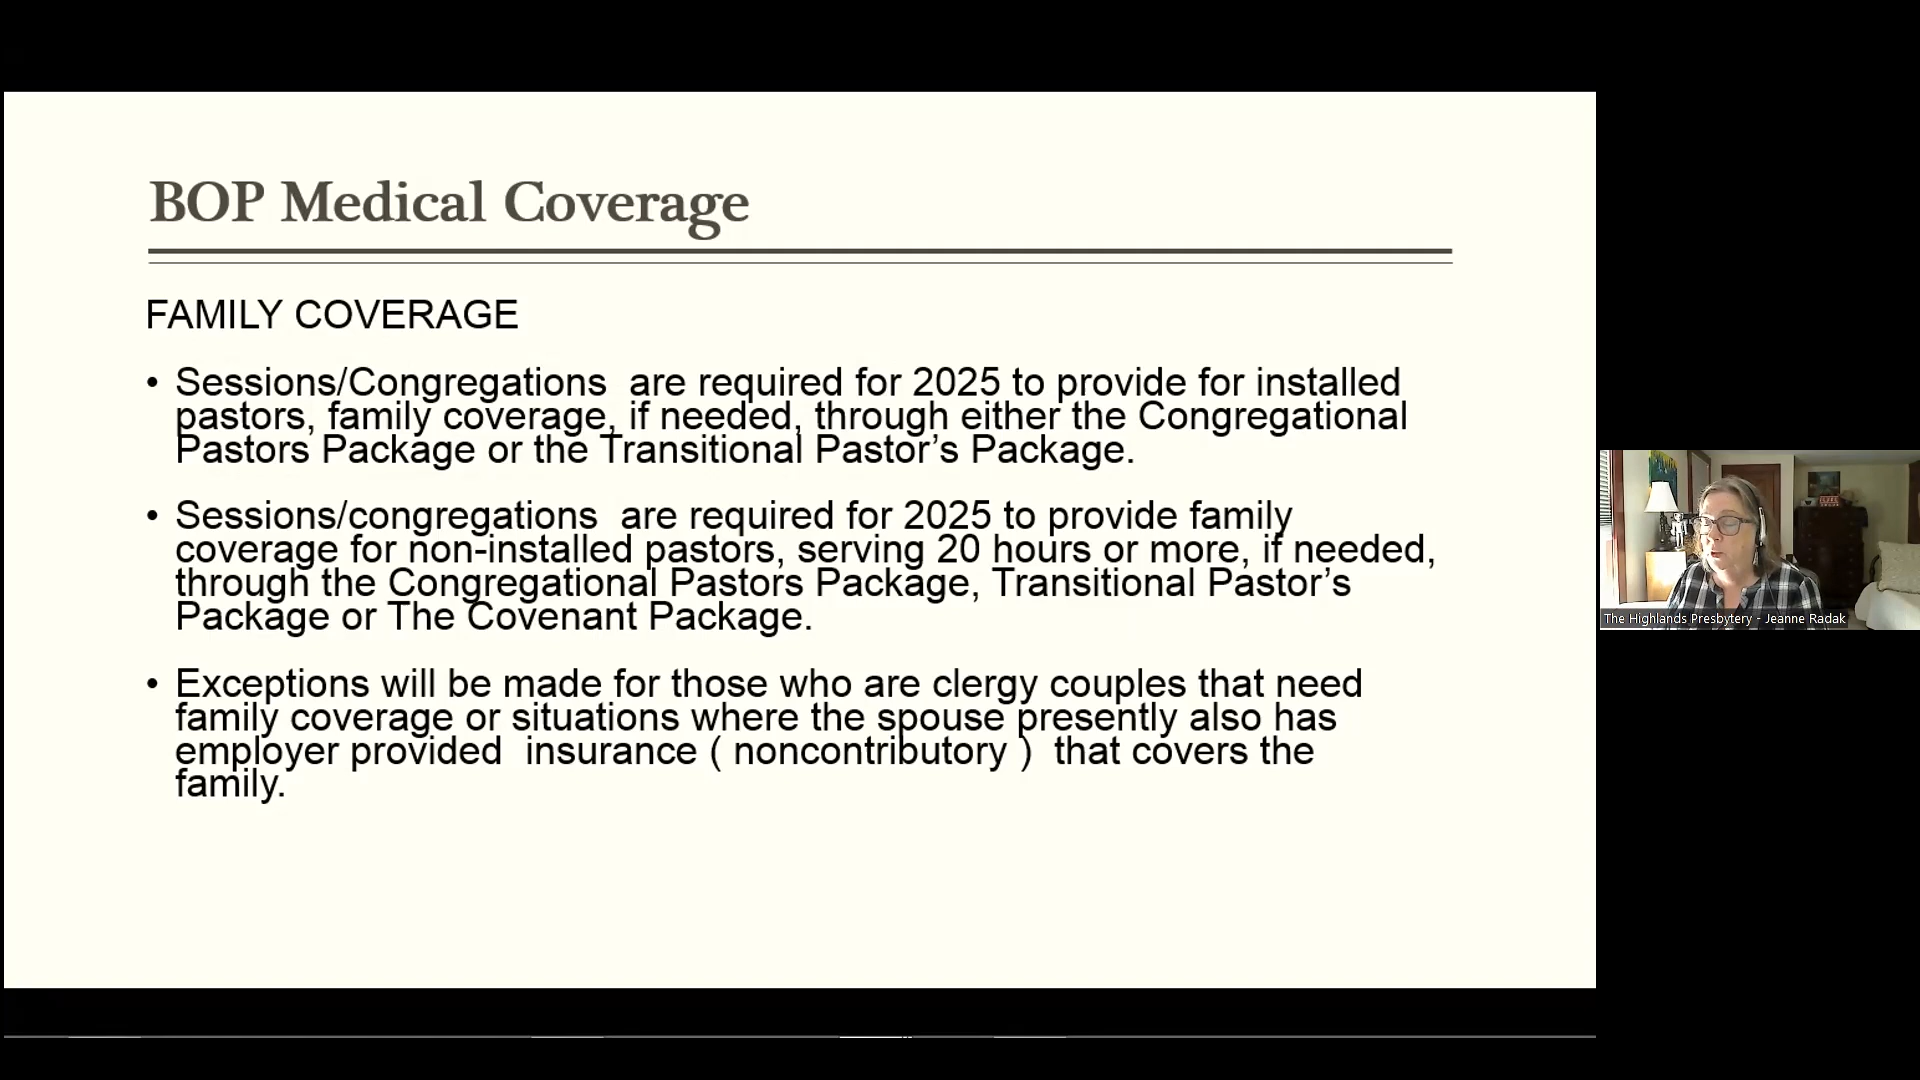 BOP Medical Coverage
FAMILY COVERAGE
• Sessions/Congregations  are required for 2025 to provide for installed
pastors, family coverage, if needed, through either the Congregational
Pastors Package or the Transitional Pastor’s Package.
• Sessions/congregations  are required for 2025 to provide family
coverage for non-installed pastors, serving 20 hours or more, if needed,
through the Congregational Pastors Package, Transitional Pastor’s
Package or The Covenant Package.
• Exceptions will be made for those who are clergy couples that need
family coverage or situations where the spouse presently also has
employer provided  insurance ( noncontributory )  that covers the
family.
The Highlands Presbytery - Jeanne Radak